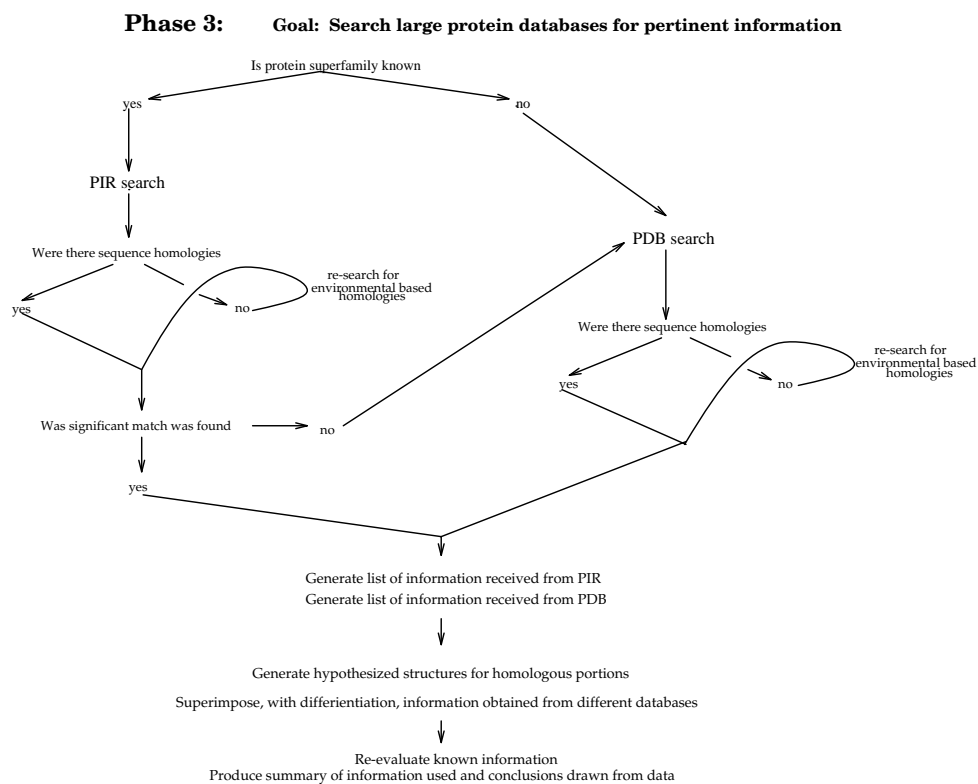 Phase 3: Goal: Search large protein databases for pertinent information
Is protein superfamily known
yes
no
PIR search
PDB search
Were there sequence homologies
re-search for
environmental based
homologies
yes
no
Were there sequence homologies
re-search for
environmental based
homologies
yes
no
Was significant match was found
no
yes
Generate list of information received from PIR
Generate list of information received from PDB
Generate hypothesized structures for homologous portions
Superimpose, with differientiation, information obtained from different databases
Re-evaluate known information
Produce summary of information used and conclusions drawn from data